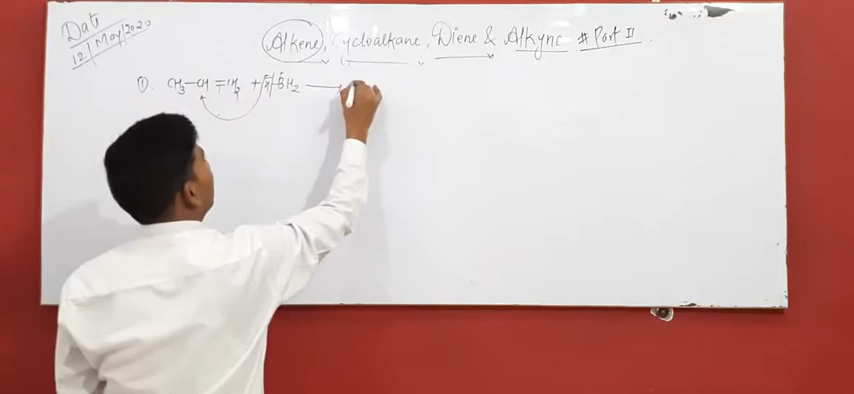 Date
12/May/2020
Alkene, Cycloalkane, Diene & Alkyne # Part II
①. CH₃—CH=CH₂ + H—BH₂ →